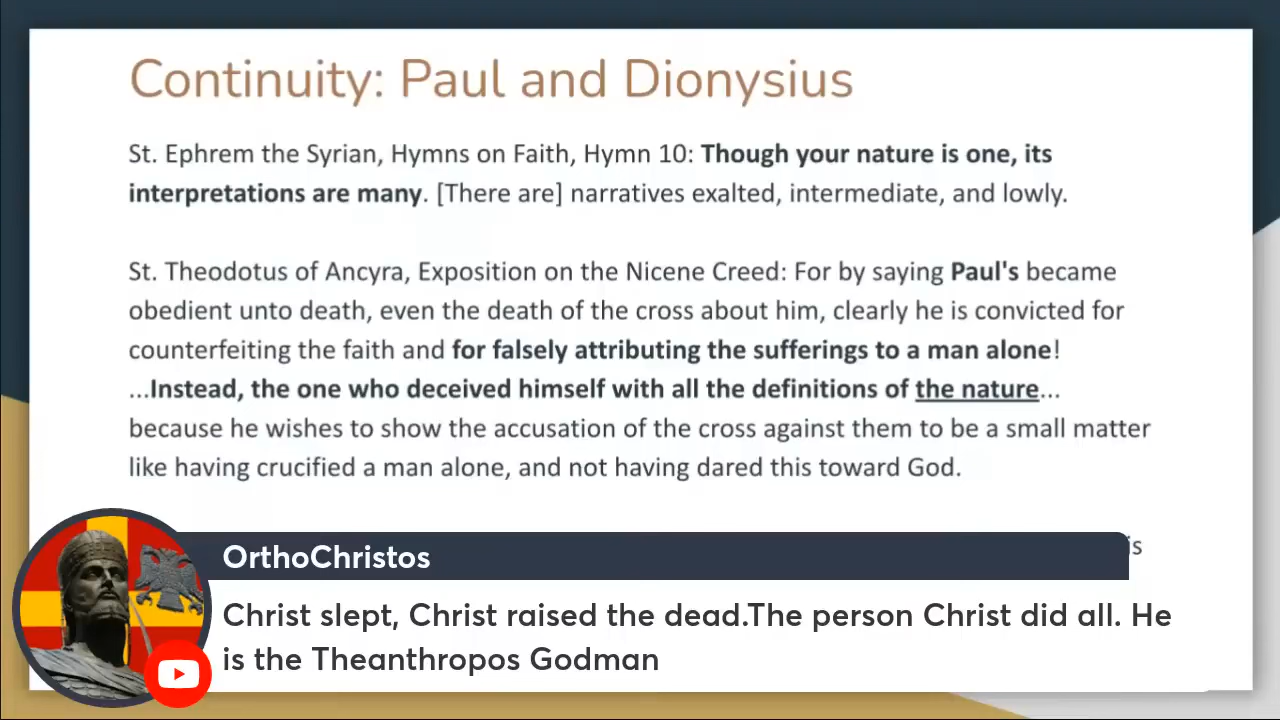 Continuity: Paul and Dionysius
St. Ephrem the Syrian, Hymns on Faith, Hymn 10: Though your nature is one, its
interpretations are many. [There are] narratives exalted, intermediate, and lowly.
St. Theodotus of Ancyra, Exposition on the Nicene Creed: For by saying Paul's became
obedient unto death, even the death of the cross about him, clearly he is convicted for
counterfeiting the faith and for falsely attributing the sufferings to a man alone!
...Instead, the one who deceived himself with all the definitions of the nature...
because he wishes to show the accusation of the cross against them to be a small matter
like having crucified a man alone, and not having dared this toward God.
is
OrthoChristos
Christ slept, Christ raised the dead.The person Christ did all. He
is the Theanthropos Godman